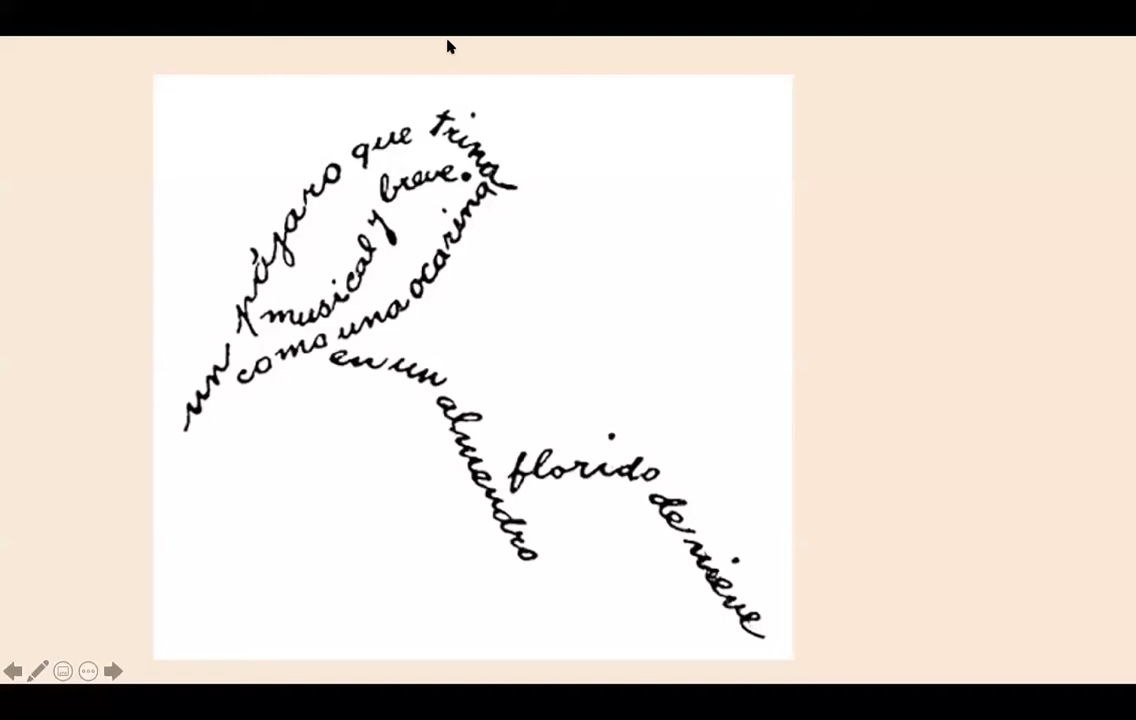 un pájaro que trina
musical y breve
como una ocarina
en un almendro
florido
de nieve